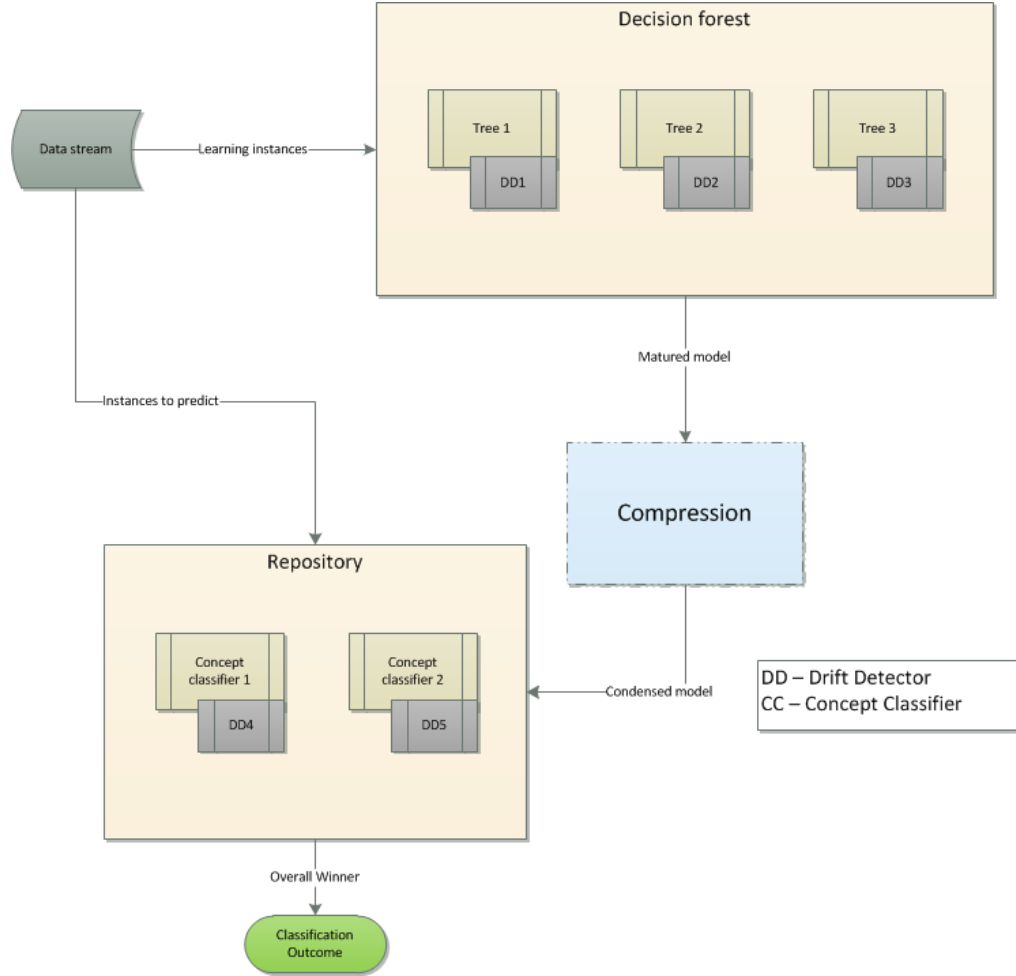 Decision forest
Data stream
Learning instances
Tree 1
DD1
Tree 2
DD2
Tree 3
DD3
Matured model
Instances to predict
Compression
Repository
Concept
classifier 1
DD4
Concept
classifier 2
DD5
Condensed model
DD – Drift Detector
CC – Concept Classifier
Overall Winner
Classification
Outcome